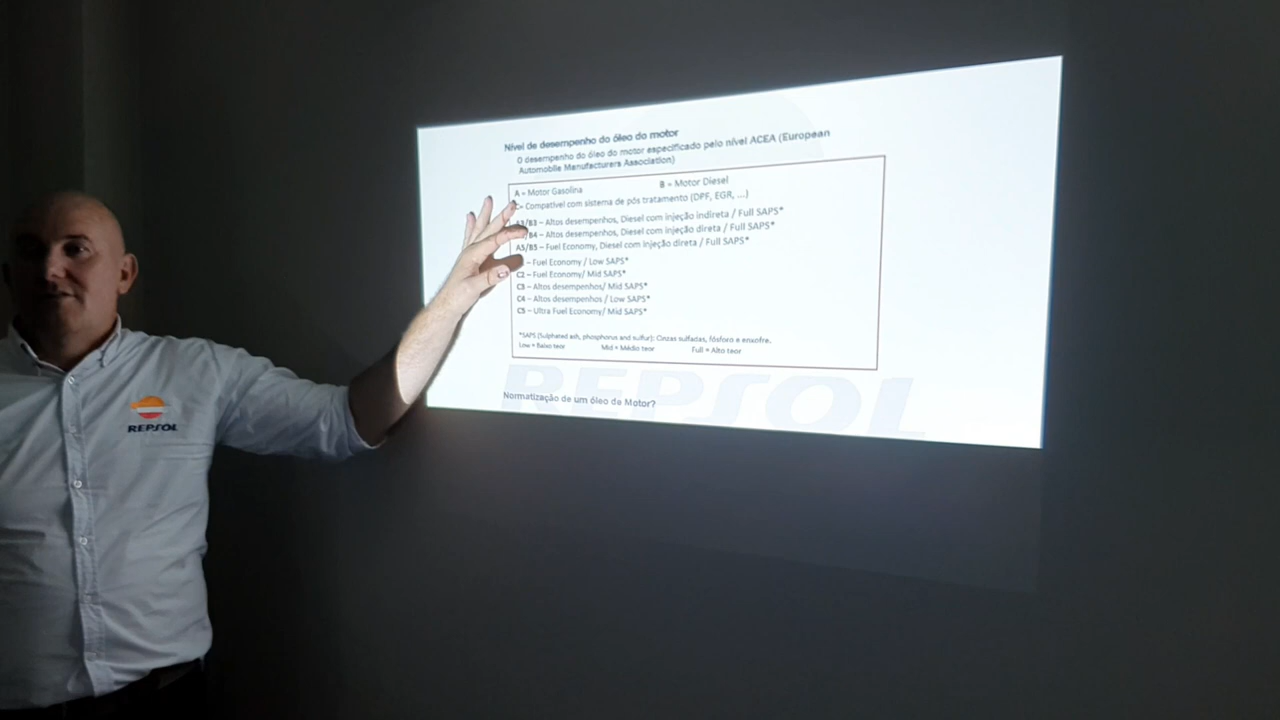 Nível de desempenho do óleo do motor
O desempenho do óleo do motor especificado pelo nível ACEA (European
Automobile Manufacturers Association)
A = Motor Gasolina B = Motor Diesel
C= Compatível com sistema de pós tratamento (DPF, EGR, ...)
/B3 – Altos desempenhos, Diesel com injeção indireta / Full SAPS*
/B4 – Altos desempenhos, Diesel com injeção direta / Full SAPS*
A5/B5 – Fuel Economy, Diesel com injeção direta / Full SAPS*
– Fuel Economy / Low SAPS*
C2 – Fuel Economy/ Mid SAPS*
C3 – Altos desempenhos/ Mid SAPS*
C4 – Altos desempenhos / Low SAPS*
C5 – Ultra Fuel Economy/ Mid SAPS*
*SAPS (Sulphated ash, phosphorus and sulfur): Cinzas sulfadas, fósforo e enxofre.
Low = Baixo teor Mid = Médio teor Full = Alto teor
REPSOL
Normatização de um óleo de Motor?
REPSOL